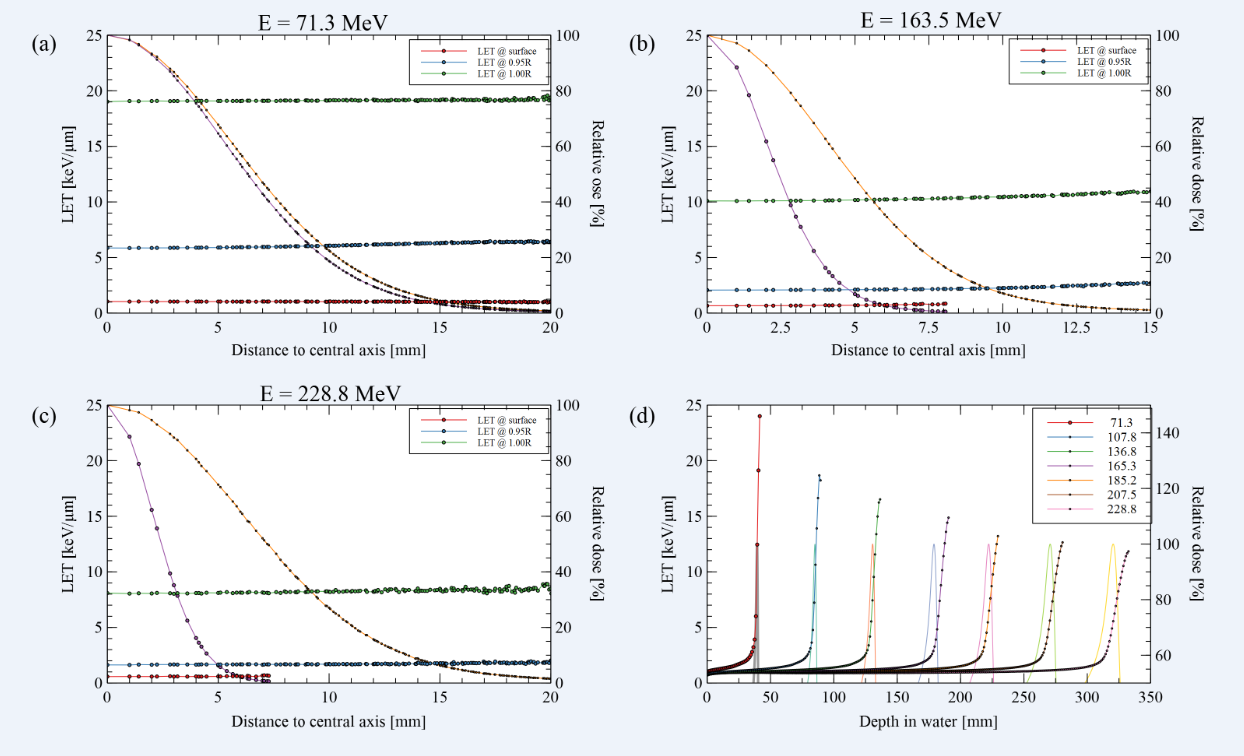 E = 71.3 MeV
(a)
LET @ surface
LET @ 0.95R
LET @ 1.00R
LET [keV/μm]
25
20
15
10
5
0
100
80
60
40
20
0
Relative ose [%]
0 5 10 15 20
Distance to central axis [mm]
E = 163.5 MeV
(b)
LET @ surface
LET @ 0.95R
LET @ 1.00R
LET [keV/μm]
25
20
15
10
5
0
100
80
60
40
20
0
Relative dose [%]
0 2.5 5 7.5 10 12.5 15
Distance to central axis [mm]
E = 228.8 MeV
(c)
LET @ surface
LET @ 0.95R
LET @ 1.00R
LET [keV/μm]
25
20
15
10
5
0
100
80
60
40
20
0
Relative dose [%]
0 5 10 15 20
Distance to central axis [mm]
(d)
71.3
107.8
136.8
165.3
185.2
207.5
228.8
LET [keV/μm]
25
20
15
10
5
0
140
120
100
80
60
Relative dose [%]
0 50 100 150 200 250 300 350
Depth in water [mm]